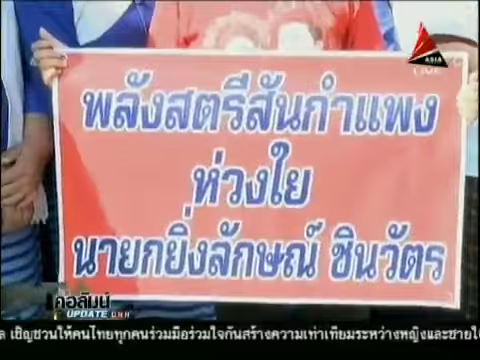 ASIA
พลังสตรีสันกำแพง
ห่วงใย
นายกยิ่งลักษณ์ ชินวัตร
คอลัมน์
UPDATE
เชิญชวนให้คนไทยทุกคนร่วมมือร่วมใจกันสร้างความเท่าเทียมระหว่างหญิงและชายใ